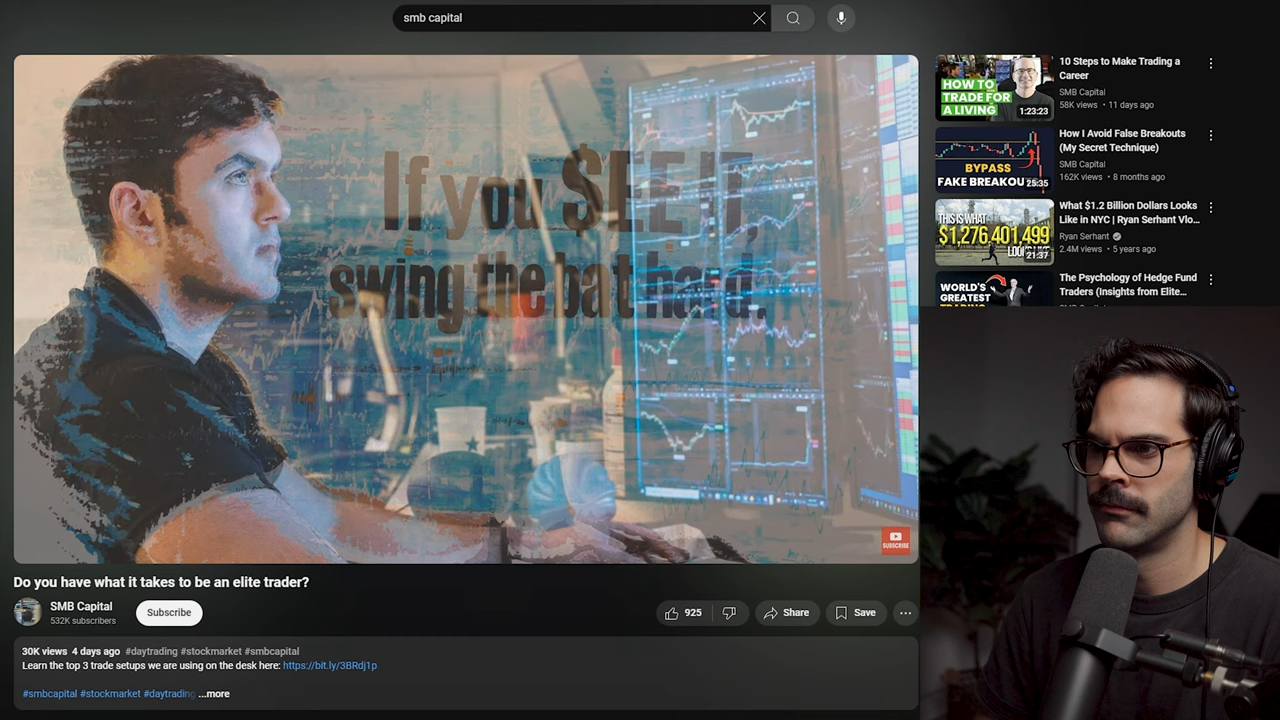 smb capital
If you $EE IT,
swing the bat hard.
SUBSCRIBE
Do you have what it takes to be an elite trader?
SMB Capital
532K subscribers
Subscribe
925
Share
Save
30K views 4 days ago #daytrading #stockmarket #smbcapital
Learn the top 3 trade setups we are using on the desk here: https://bit.ly/3BRdj1p
#smbcapital #stockmarket #daytrading ...more
HOW TO
TRADE FOR
A LIVING
1:23:23
10 Steps to Make Trading a
Career
SMB Capital
58K views • 11 days ago
BYPASS
FAKE BREAKOU
25:35
How I Avoid False Breakouts
(My Secret Technique)
SMB Capital
162K views • 8 months ago
THIS IS WHAT
$1,276,401,499
LOOKS
21:37
What $1.2 Billion Dollars Looks
Like in NYC | Ryan Serhant Vlo...
Ryan Serhant
2.4M views • 5 years ago
WORLD'S
GREATEST
The Psychology of Hedge Fund
Traders (Insights from Elite...